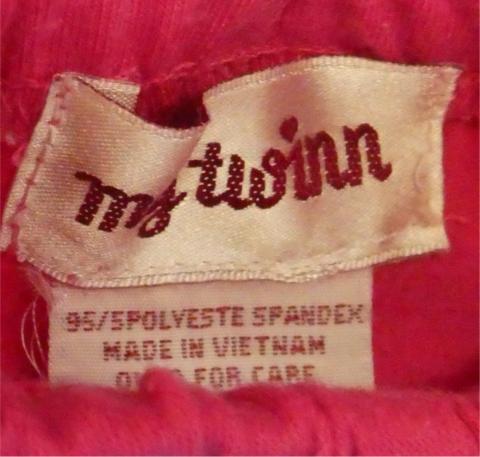 my twinn
95/5POLYESTE SPANDEX
MADE IN VIETNAM
FOR CARE